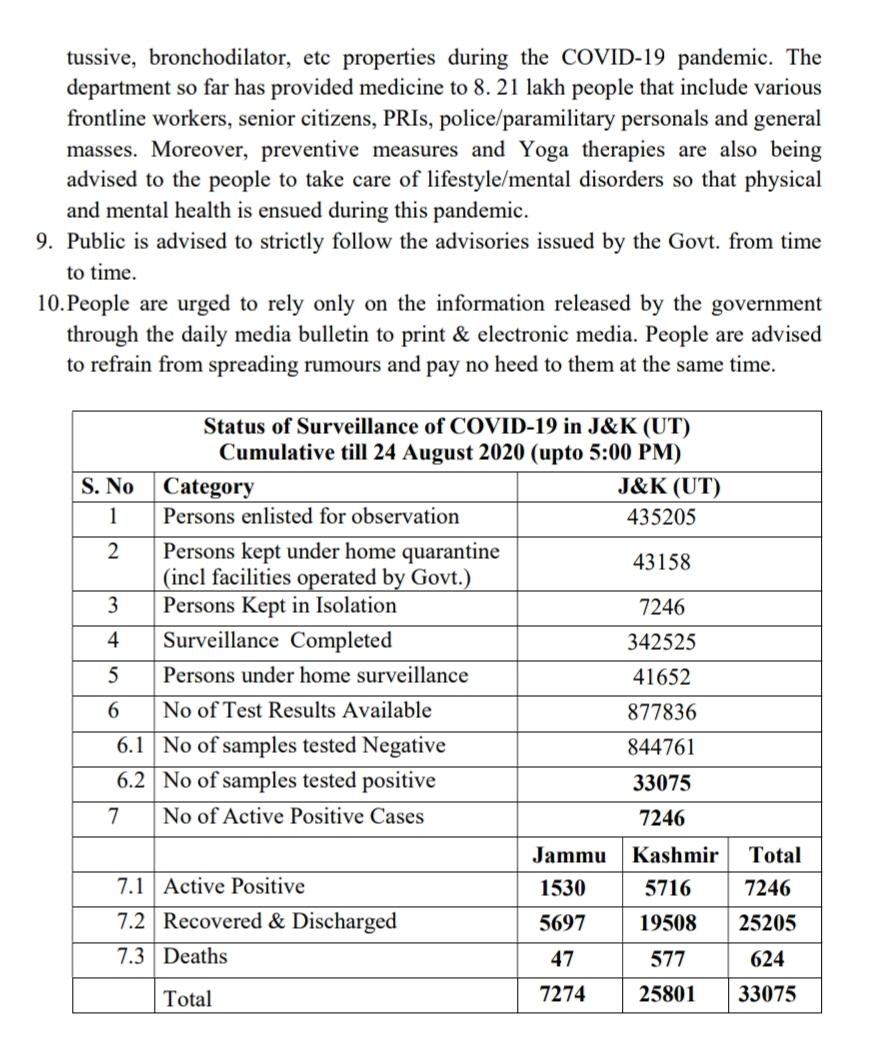 tussive, bronchodilator, etc properties during the COVID-19 pandemic. The
department so far has provided medicine to 8. 21 lakh people that include various
frontline workers, senior citizens, PRIs, police/paramilitary personals and general
masses. Moreover, preventive measures and Yoga therapies are also being
advised to the people to take care of lifestyle/mental disorders so that physical
and mental health is ensued during this pandemic.
9. Public is advised to strictly follow the advisories issued by the Govt. from time
to time.
10.People are urged to rely only on the information released by the government
through the daily media bulletin to print & electronic media. People are advised
to refrain from spreading rumours and pay no heed to them at the same time.
Status of Surveillance of COVID-19 in J&K (UT)
Cumulative till 24 August 2020 (upto 5:00 PM)
S. No Category J&K (UT)
1 Persons enlisted for observation 435205
2 Persons kept under home quarantine
(incl facilities operated by Govt.) 43158
3 Persons Kept in Isolation 7246
4 Surveillance Completed 342525
5 Persons under home surveillance 41652
6 No of Test Results Available 877836
6.1 No of samples tested Negative 844761
6.2 No of samples tested positive 33075
7 No of Active Positive Cases 7246
Jammu Kashmir Total
7.1 Active Positive 1530 5716 7246
7.2 Recovered & Discharged 5697 19508 25205
7.3 Deaths 47 577 624
Total 7274 25801 33075